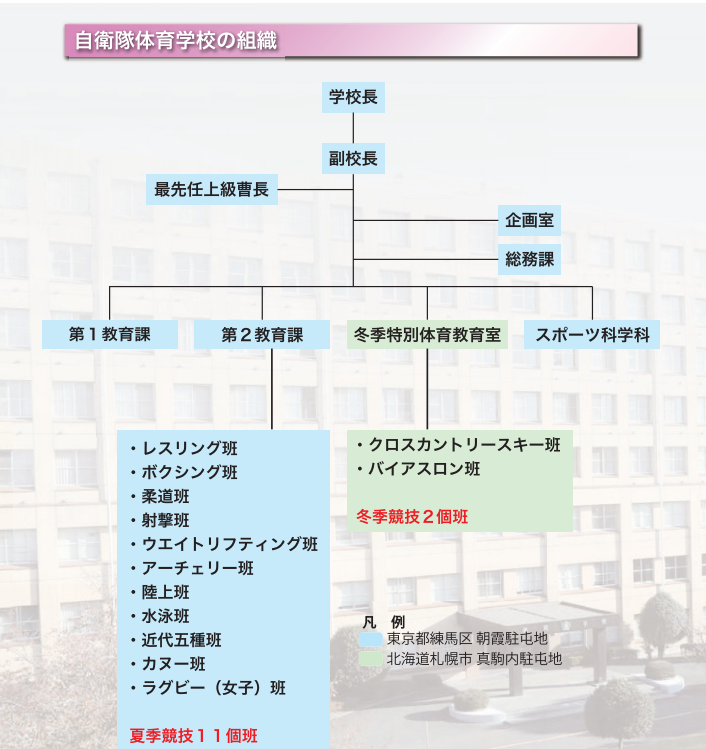 自衛隊体育学校の組織
学校長
副校長
最先任上級曹長
企画室
総務課
第１教育課
第２教育課
冬季特別体育教育室
スポーツ科学科
・レスリング班
・ボクシング班
・柔道班
・射撃班
・ウエイトリフティング班
・アーチェリー班
・陸上班
・水泳班
・近代五種班
・カヌー班
・ラグビー（女子）班
夏季競技１１個班
・クロスカントリースキー班
・バイアスロン班
冬季競技２個班
凡　例
東京都練馬区 朝霞駐屯地
北海道札幌市 真駒内駐屯地